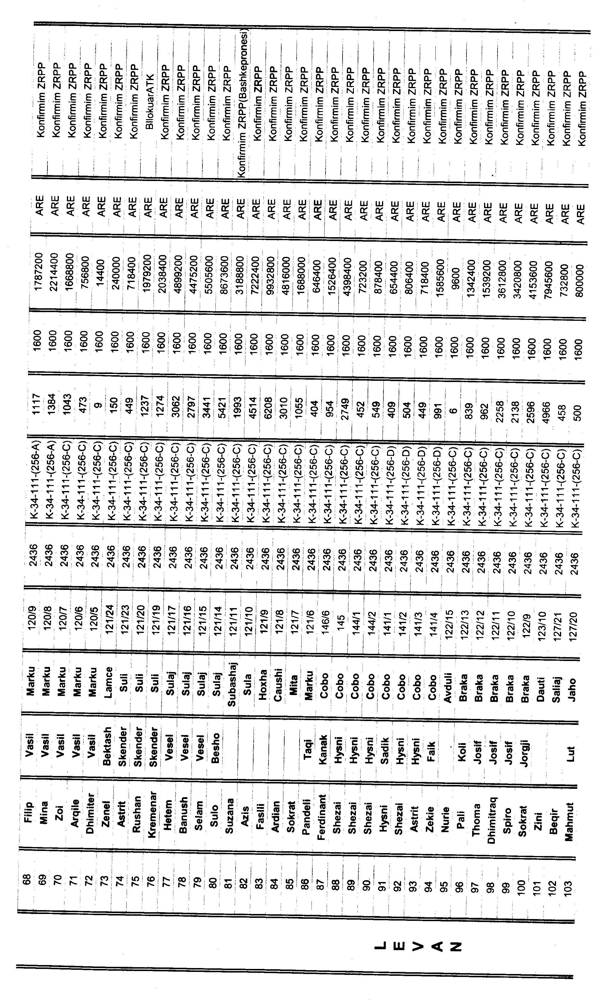 68 Filip Vasil Marku 120/9 2436 K-34-111-(256-A) 1117 1600 1787200 ARE Konfirmim ZRPP
69 Mina Vasil Marku 120/8 2436 K-34-111-(256-A) 1384 1600 2214400 ARE Konfirmim ZRPP
70 Zoi Vasil Marku 120/7 2436 K-34-111-(256-C) 1043 1600 1668800 ARE Konfirmim ZRPP
71 Arqile Vasil Marku 120/6 2436 K-34-111-(256-C) 473 1600 756800 ARE Konfirmim ZRPP
72 Dhimiter Vasil Marku 120/5 2436 K-34-111-(256-C) 9 1600 14400 ARE Konfirmim ZRPP
73 Zenel Bektash Lamce 121/24 2436 K-34-111-(256-C) 150 1600 240000 ARE Konfirmim ZRPP
74 Astrit Skender Suli 121/23 2436 K-34-111-(256-C) 449 1600 718400 ARE Konfirmim ZRPP
75 Rushan Skender Suli 121/20 2436 K-34-111-(256-C) 1237 1600 1979200 ARE BllokuarATK
76 Kremenar Skender Suli 121/19 2436 K-34-111-(256-C) 1274 1600 2038400 ARE Konfirmim ZRPP
77 Hetem Vesel Sulaj 121/17 2436 K-34-111-(256-C) 3062 1600 4899200 ARE Konfirmim ZRPP
78 Banush Vesel Sulaj 121/16 2436 K-34-111-(256-C) 2797 1600 4475200 ARE Konfirmim ZRPP
79 Selam Vesel Sulaj 121/15 2436 K-34-111-(256-C) 3441 1600 5505600 ARE Konfirmim ZRPP
80 Sulo Besho Sulaj 121/14 2436 K-34-111-(256-C) 5421 1600 8673600 ARE Konfirmim ZRPP
81 Suzana Subashaj 121/11 2436 K-34-111-(256-C) 1993 1600 3188800 ARE Konfirmim ZRPP(Bashkepronesi)
82 Azis Sula 121/10 2436 K-34-111-(256-C) 4514 1600 7222400 ARE Konfirmim ZRPP
83 Faslli Hoxha 121/9 2436 K-34-111-(256-C) 6208 1600 9932800 ARE Konfirmim ZRPP
84 Ardian Caushi 121/8 2436 K-34-111-(256-C) 3010 1600 4816000 ARE Konfirmim ZRPP
85 Sokrat Mita 121/7 2436 K-34-111-(256-C) 1055 1600 1688000 ARE Konfirmim ZRPP
86 Pandeli Taqi Marku 121/6 2436 K-34-111-(256-C) 404 1600 646400 ARE Konfirmim ZRPP
87 Ferdinant Kanak Cobo 146/6 2436 K-34-111-(256-C) 954 1600 1526400 ARE Konfirmim ZRPP
88 Shezai Hysni Cobo 145 2436 K-34-111-(256-C) 2749 1600 4398400 ARE Konfirmim ZRPP
89 Shezai Hysni Cobo 144/1 2436 K-34-111-(256-C) 452 1600 723200 ARE Konfirmim ZRPP
90. Shezai Hysni Cobo 144/2 2436 K-34-111-(256-C) 549 1600 878400 ARE Konfirmim ZRPP
91 Hysni Sadik Cobo 141/1 2436 K-34-111-(256-D) 409 1600 654400 ARE Konfirmim ZRPP
92 Shezai Hysni Cobo 141/2 2436 K-34-111-(256-D) 504 1600 806400 ARE Konfirmim ZRPP
93 Astrit Hysni Cobo 141/3 2436 K-34-111-(256-D) 449 1600 718400 ARE Konfirmim ZRPP
94 Zekie Faik Cobo 141/4 2436 K-34-111-(256-D) 991 1600 1585600 ARE Konfirmim ZRPP
95 Nurie Avduli 122/15 2436 K-34-111-(256-C) 6 1600 9600 ARE Konfirmim ZRPP
96 Pali Koli Braka 122/13 2436 K-34-111-(256-C) 839 1600 1342400 ARE Konfirmim ZRPP
97 Thoma Josif Braka 122/12 2436 K-34-111-(256-C) 962 1600 1539200 ARE Konfirmim ZRPP
98 Dhimitraq Josif Braka 122/11 2436 K-34-111-(256-C) 2258 1600 3612800 ARE Konfirmim ZRPP
99 Spiro Josif Braka 122/10 2436 K-34-111-(256-C) 2138 1600 3420800 ARE Konfirmim ZRPP
100 Sokrat Jorgji Braka 122/9 2436 K-34-111-(256-C) 2596 1600 4153600 ARE Konfirmim ZRPP
101 Zini Dauti 123/10 2436 K-34-111-(256-C) 4966 1600 7945600 ARE Konfirmim ZRPP
102 Beqir Saliaj 127/21 2436 K-34-111-(256-C) 458 1600 732800 ARE Konfirmim ZRPP
103 Mahmut Lut Jaho 127/20 2436 K-34-111-(256-C) 500 1600 800000 ARE Konfirmim ZRPP
L
E
V
A
N